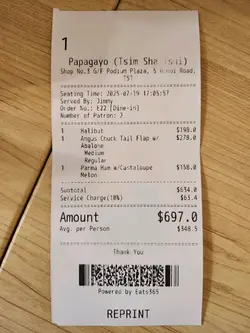 1
Papagayo (Tsim Sha Tsui)
Shop No.3 G/F Podium Plaza, 5 Hanoi Road,
TST
Seating Time: 2025-07-19 17:05:57
Served By: Jimmy
Order No.: E22 [Dine-in]
Number of Patron: 2
1 Halibut $198.0
1 Angus Chuck Tail Flap w/ $278.0
Abalone
Medium
Regular
1 Parma Ham w/Cantaloupe $158.0
Melon
Subtotal $634.0
Service Charge(10%) $63.4
Amount $697.0
Avg. per Person $348.5
Thank You
Powered by Eats365
REPRINT